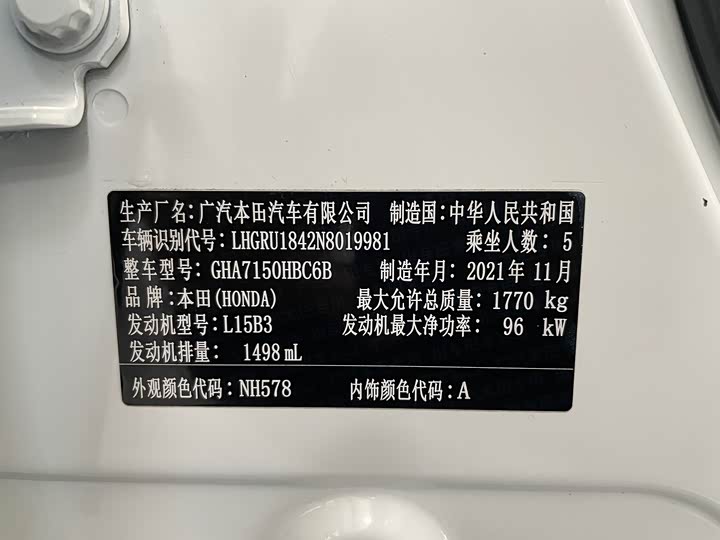 生产厂名:广汽本田汽车有限公司 制造国:中华人民共和国
车辆识别代号: LHGRU1842N8019981 乘坐人数: 5
整车型号: GHA7150HBC6B 制造年月: 2021年 11月
品 牌:本田(HONDA) 最大允许总质量: 1770 kg
发动机型号: L15B3 发动机最大净功率: 96 kW
发动机排量: 1498 mL
外观颜色代码: NH578 内饰颜色代码: A